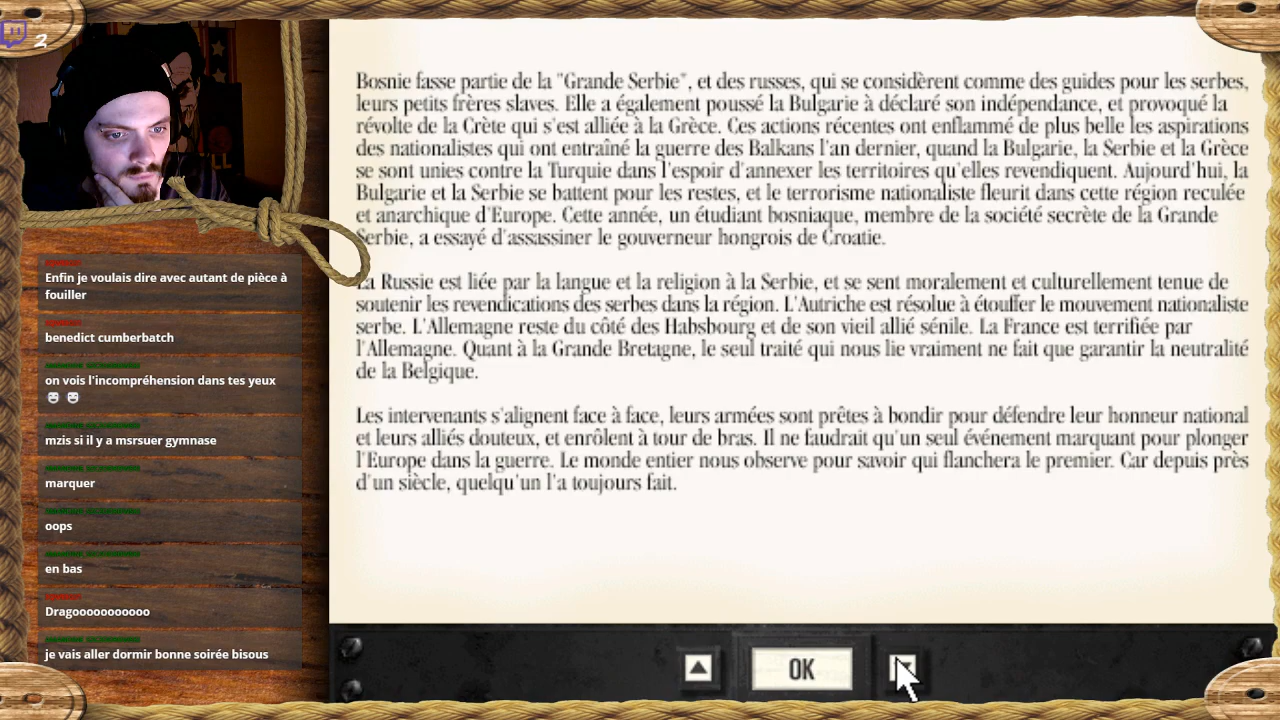 2
Enfin je voulais dire avec autant de pièce à
fouiller
benedict cumberbatch
on vois l'incompréhension dans tes yeux
mzis si il y a msrsuer gymnase
marquer
oops
en bas
Dragooooooooooo
je vais aller dormir bonne soirée bisous
Bosnie fasse partie de la "Grande Serbie", et des russes, qui se considèrent comme des guides pour les serbes,
leurs petits frères slaves. Elle a également poussé la Bulgarie à déclaré son indépendance, et provoqué la
révolte de la Crète qui s'est alliée à la Grèce. Ces actions récentes ont enflammé de plus belle les aspirations
des nationalistes qui ont entraîné la guerre des Balkans l'an dernier, quand la Bulgarie, la Serbie et la Grèce
se sont unies contre la Turquie dans l'espoir d'annexer les territoires qu'elles revendiquent. Aujourd'hui, la
Bulgarie et la Serbie se battent pour les restes, et le terrorisme nationaliste fleurit dans cette région reculée
et anarchique d'Europe. Cette année, un étudiant bosniaque, membre de la société secrète de la Grande
Serbie, a essayé d'assassiner le gouverneur hongrois de Croatie.
La Russie est liée par la langue et la religion à la Serbie, et se sent moralement et culturellement tenue de
soutenir les revendications des serbes dans la région. L'Autriche est résolue à étouffer le mouvement nationaliste
serbe. L'Allemagne reste du côté des Habsbourg et de son vieil allié sénile. La France est terrifiée par
l'Allemagne. Quant à la Grande Bretagne, le seul traité qui nous lie vraiment ne fait que garantir la neutralité
de la Belgique.
Les intervenants s'alignent face à face, leurs armées sont prêtes à bondir pour défendre leur honneur national
et leurs alliés douteux, et enrôlent à tour de bras. Il ne faudrait qu'un seul événement marquant pour plonger
l'Europe dans la guerre. Le monde entier nous observe pour savoir qui flanchera le premier. Car depuis près
d'un siècle, quelqu'un l'a toujours fait.
OK